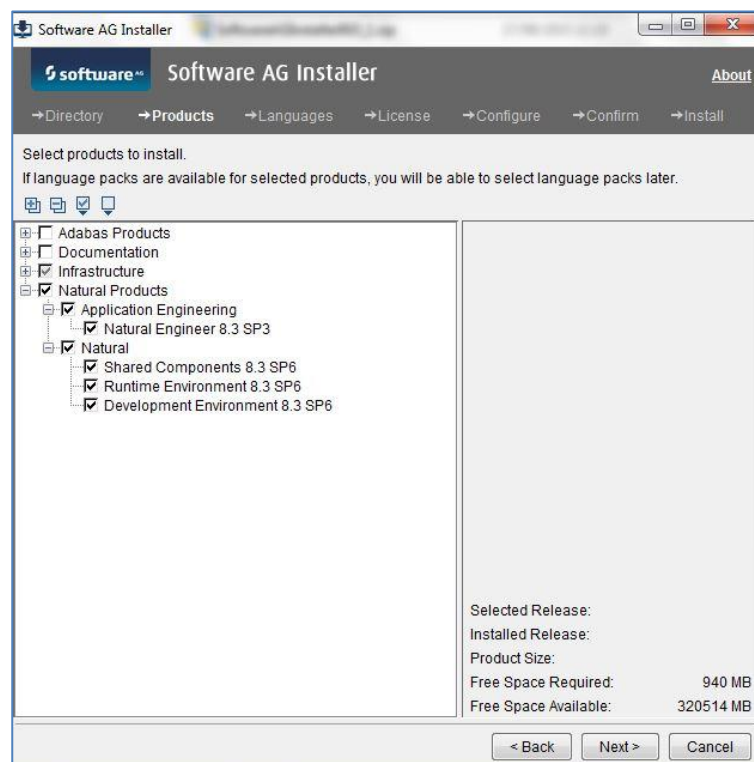 Software AG Installer
software AG
Software AG Installer
About
Directory Products Languages License Configure Confirm Install
Select products to install.
If language packs are available for selected products, you will be able to select language packs later.
Adabas Products
Documentation
Infrastructure
Natural Products
Application Engineering
Natural Engineer 8.3 SP3
Natural
Shared Components 8.3 SP6
Runtime Environment 8.3 SP6
Development Environment 8.3 SP6
Selected Release:
Installed Release:
Product Size:
Free Space Required: 940 MB
Free Space Available: 320514 MB
< Back Next > Cancel